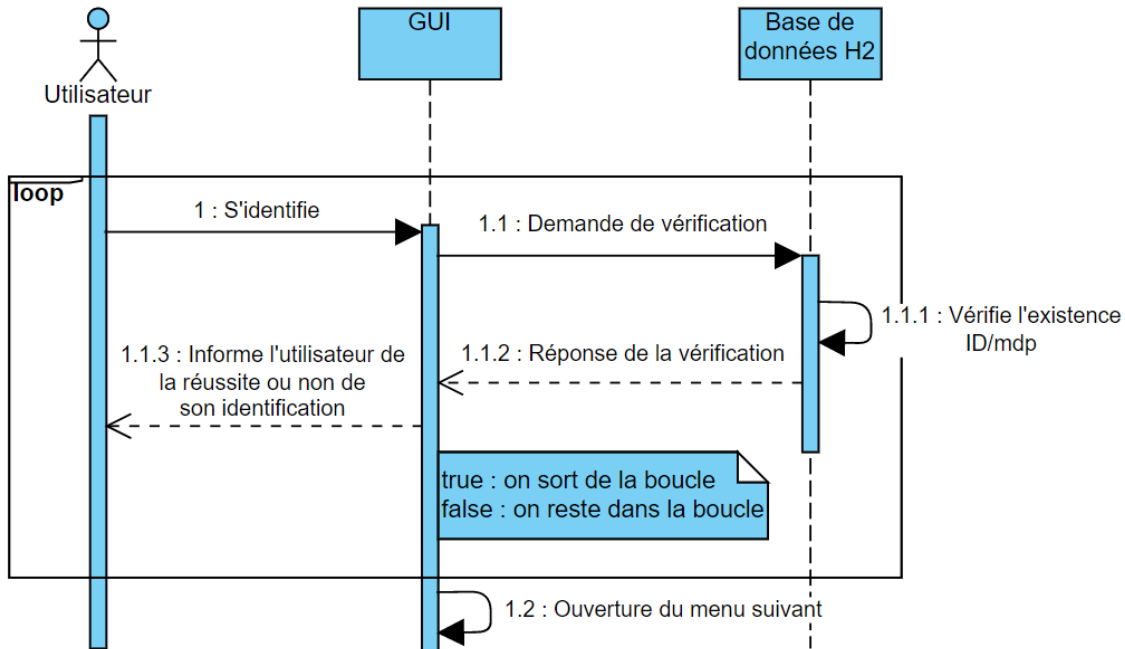 GUI
Base de
données H2
Utilisateur
loop
1 : S'identifie
1.1 : Demande de vérification
1.1.1 : Vérifie l'existence
ID/mdp
1.1.2 : Réponse de la vérification
1.1.3 : Informe l'utilisateur de
la réussite ou non de
son identification
true : on sort de la boucle
false : on reste dans la boucle
1.2 : Ouverture du menu suivant